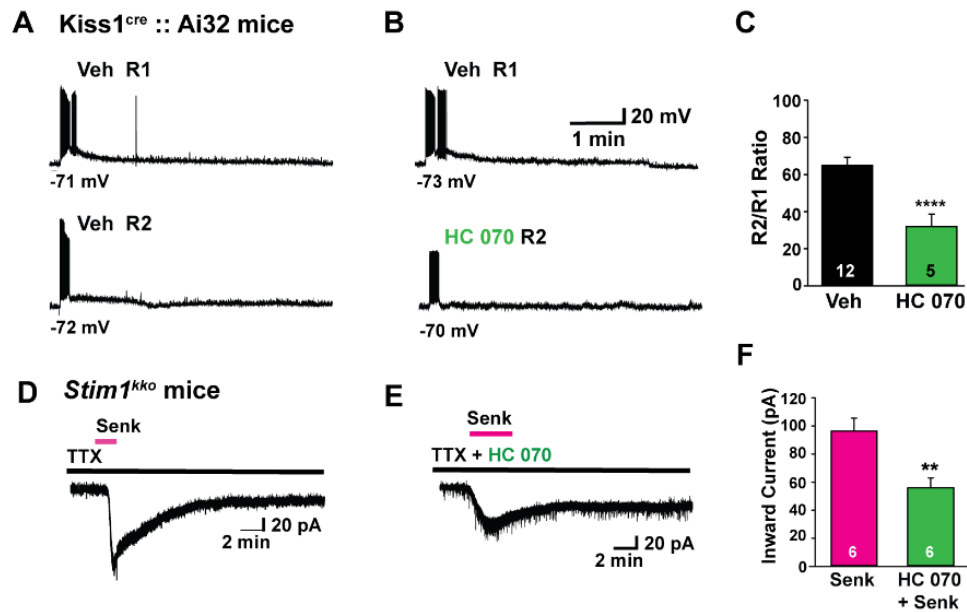 A Kiss1cre :: Ai32 mice
Veh R1
-71 mV
Veh R2
-72 mV
B
Veh R1
20 mV
1 min
-73 mV
HC 070 R2
-70 mV
C
R2/R1 Ratio
100
80
60
40
20
0
****
12
5
Veh
HC 070
D Stim1kko mice
Senk
TTX
20 pA
2 min
E
Senk
TTX + HC 070
20 pA
2 min
F
Inward Current (pA)
120
100
80
60
40
20
0
**
6
6
Senk
HC 070
+ Senk